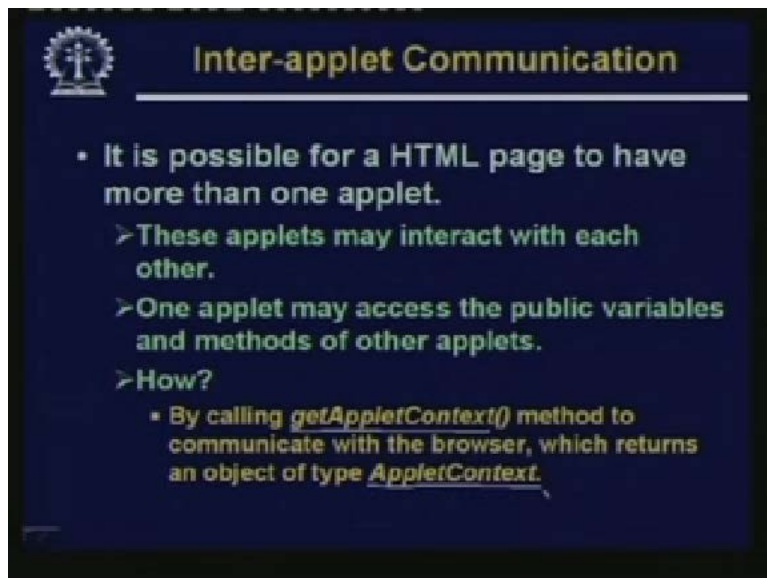 Inter-applet Communication
• It is possible for a HTML page to have
more than one applet.
➢These applets may interact with each
other.
➢One applet may access the public variables
and methods of other applets.
➢How?
▪ By calling getAppletContext() method to
communicate with the browser, which returns
an object of type AppletContext.